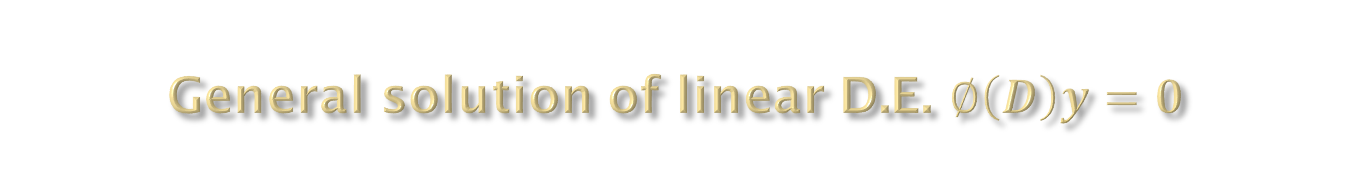 General solution of linear D.E. ∅(D)y = 0